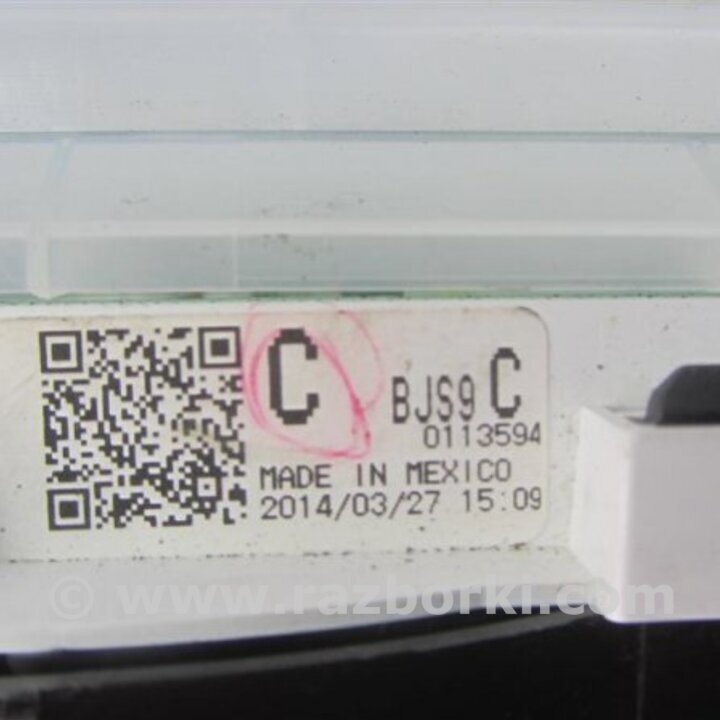 C BJS9 C
0113594
MADE IN MEXICO
2014/03/27 15:09
© www.razborki.com